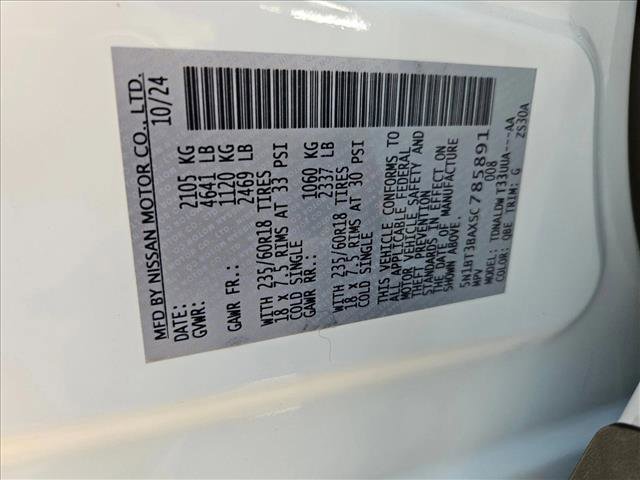 MFD BY NISSAN MOTOR CO., LTD.
DATE: 10/24
GVWR: 2105 KG
4641 LB
GAWR FR.: 1120 KG
2469 LB
WITH 235/60R18 TIRES
18 X 7.5 RIMS AT 33 PSI
COLD SINGLE
GAWR RR.: 1060 KG
2337 LB
WITH 235/60R18 TIRES
18 X 7.5 RIMS AT 30 PSI
COLD SINGLE
THIS VEHICLE CONFORMS TO
ALL APPLICABLE FEDERAL
MOTOR VEHICLE SAFETY AND
THEFT PREVENTION
STANDARDS IN EFFECT ON
THE DATE OF MANUFACTURE
SHOWN ABOVE.
5N1BT3BAXSC785891
MPV 008
MODEL: TDNALDW Y33UUA---AA
COLOR: QBE TRIM: G ZS30A